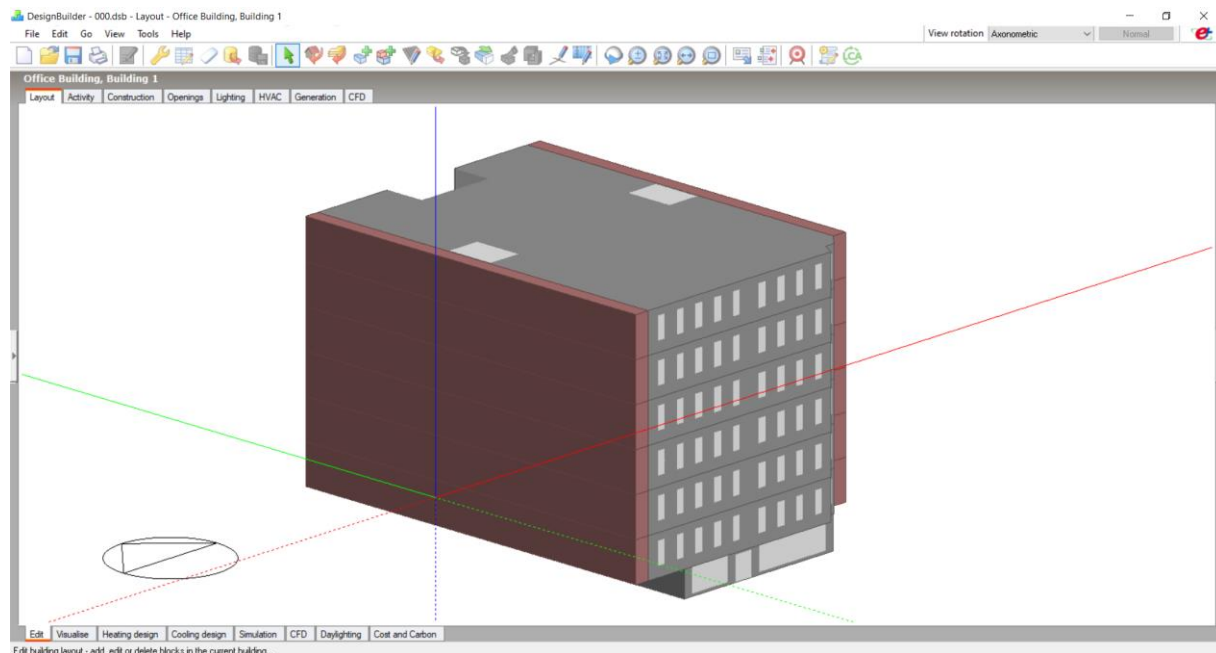 DesignBuilder - 000.dsb - Layout - Office Building, Building 1
File Edit Go View Tools Help
View rotation Axonometric Normal
Office Building, Building 1
Layout Activity Construction Openings Lighting HVAC Generation CFD
Edit Visualise Heating design Cooling design Simulation CFD Daylighting Cost and Carbon
Edit building layout - add, edit or delete blocks in the current building